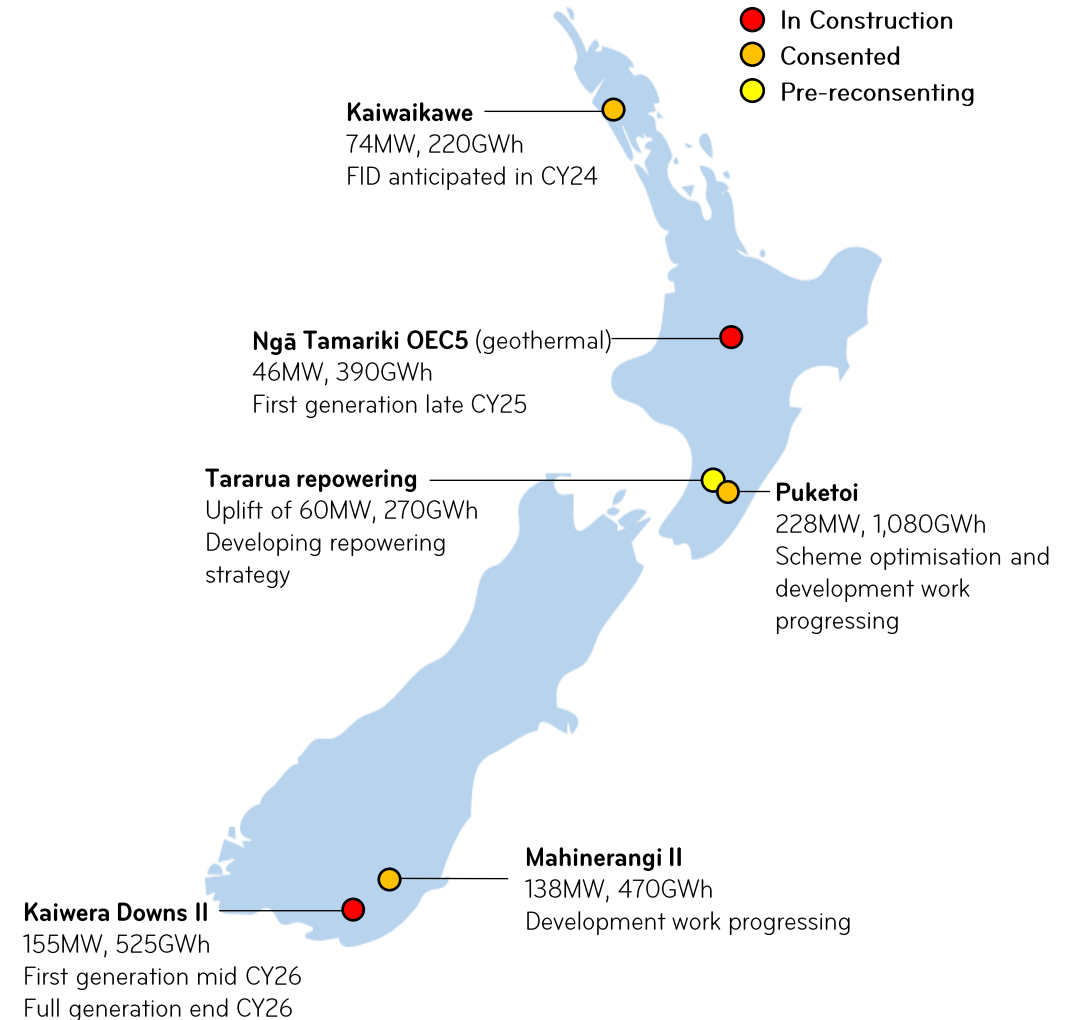 In Construction
Consented
Pre-reconsenting
Kaiwaikawe
74MW, 220GWh
FID anticipated in CY24
Ngā Tamariki OEC5 (geothermal)
46MW, 390GWh
First generation late CY25
Tararua repowering
Uplift of 60MW, 270GWh
Developing repowering
strategy
Puketoi
228MW, 1,080GWh
Scheme optimisation and
development work
progressing
Mahinerangi II
138MW, 470GWh
Development work progressing
Kaiwera Downs II
155MW, 525GWh
First generation mid CY26
Full generation end CY26